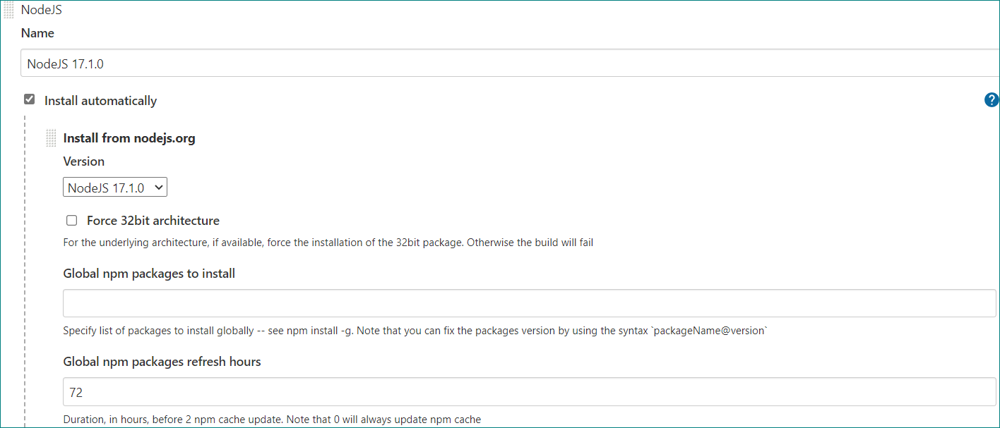 NodeJS
Name
NodeJS 17.1.0
Install automatically
?
Install from nodejs.org
Version
NodeJS 17.1.0
Force 32bit architecture
For the underlying architecture, if available, force the installation of the 32bit package. Otherwise the build will fail
Global npm packages to install
Specify list of packages to install globally -- see npm install -g. Note that you can fix the packages version by using the syntax `packageName@version`
Global npm packages refresh hours
72
Duration, in hours, before 2 npm cache update. Note that 0 will always update npm cache